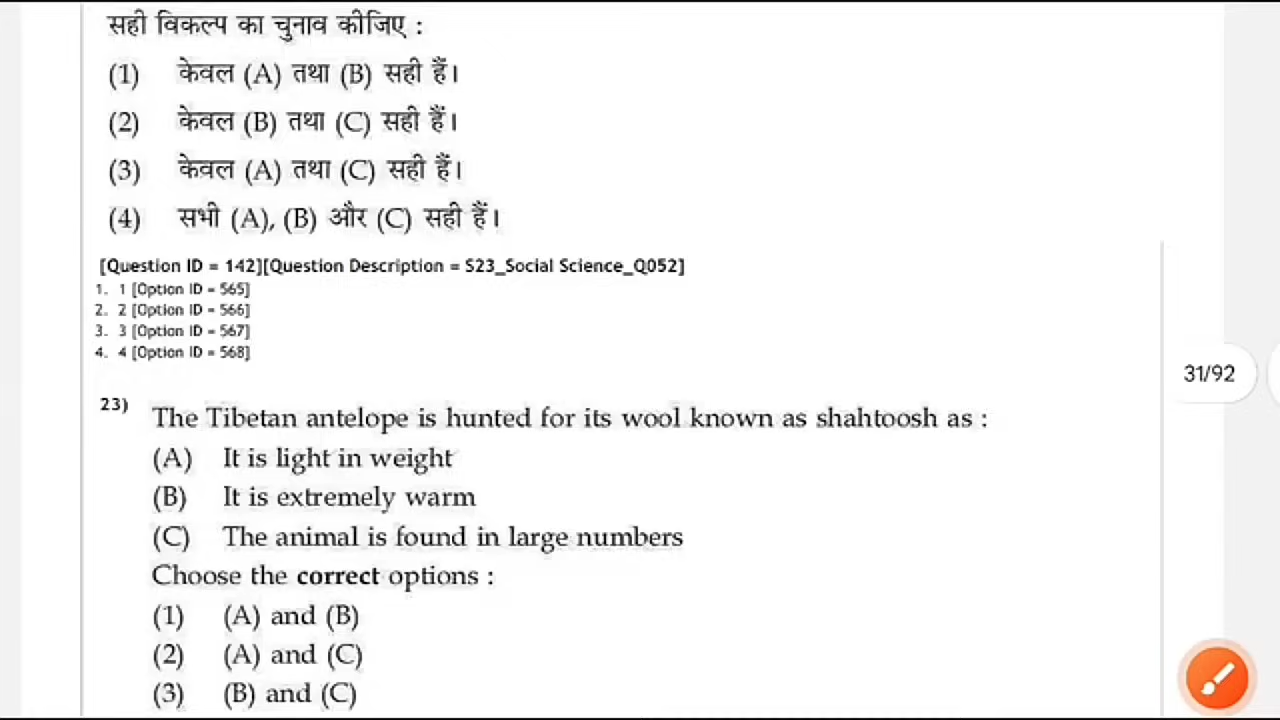 सही विकल्प का चुनाव कीजिए :
(1) केवल (A) तथा (B) सही हैं।
(2) केवल (B) तथा (C) सही हैं।
(3) केवल (A) तथा (C) सही हैं।
(4) सभी (A), (B) और (C) सही हैं।
[Question ID = 142][Question Description = S23_Social Science_Q052]
1. 1 [Option ID = 565]
2. 2 [Option ID = 566]
3. 3 [Option ID = 567]
4. 4 [Option ID = 568]
31/92
23) The Tibetan antelope is hunted for its wool known as shahtoosh as :
(A) It is light in weight
(B) It is extremely warm
(C) The animal is found in large numbers
Choose the correct options :
(1) (A) and (B)
(2) (A) and (C)
(3) (B) and (C)